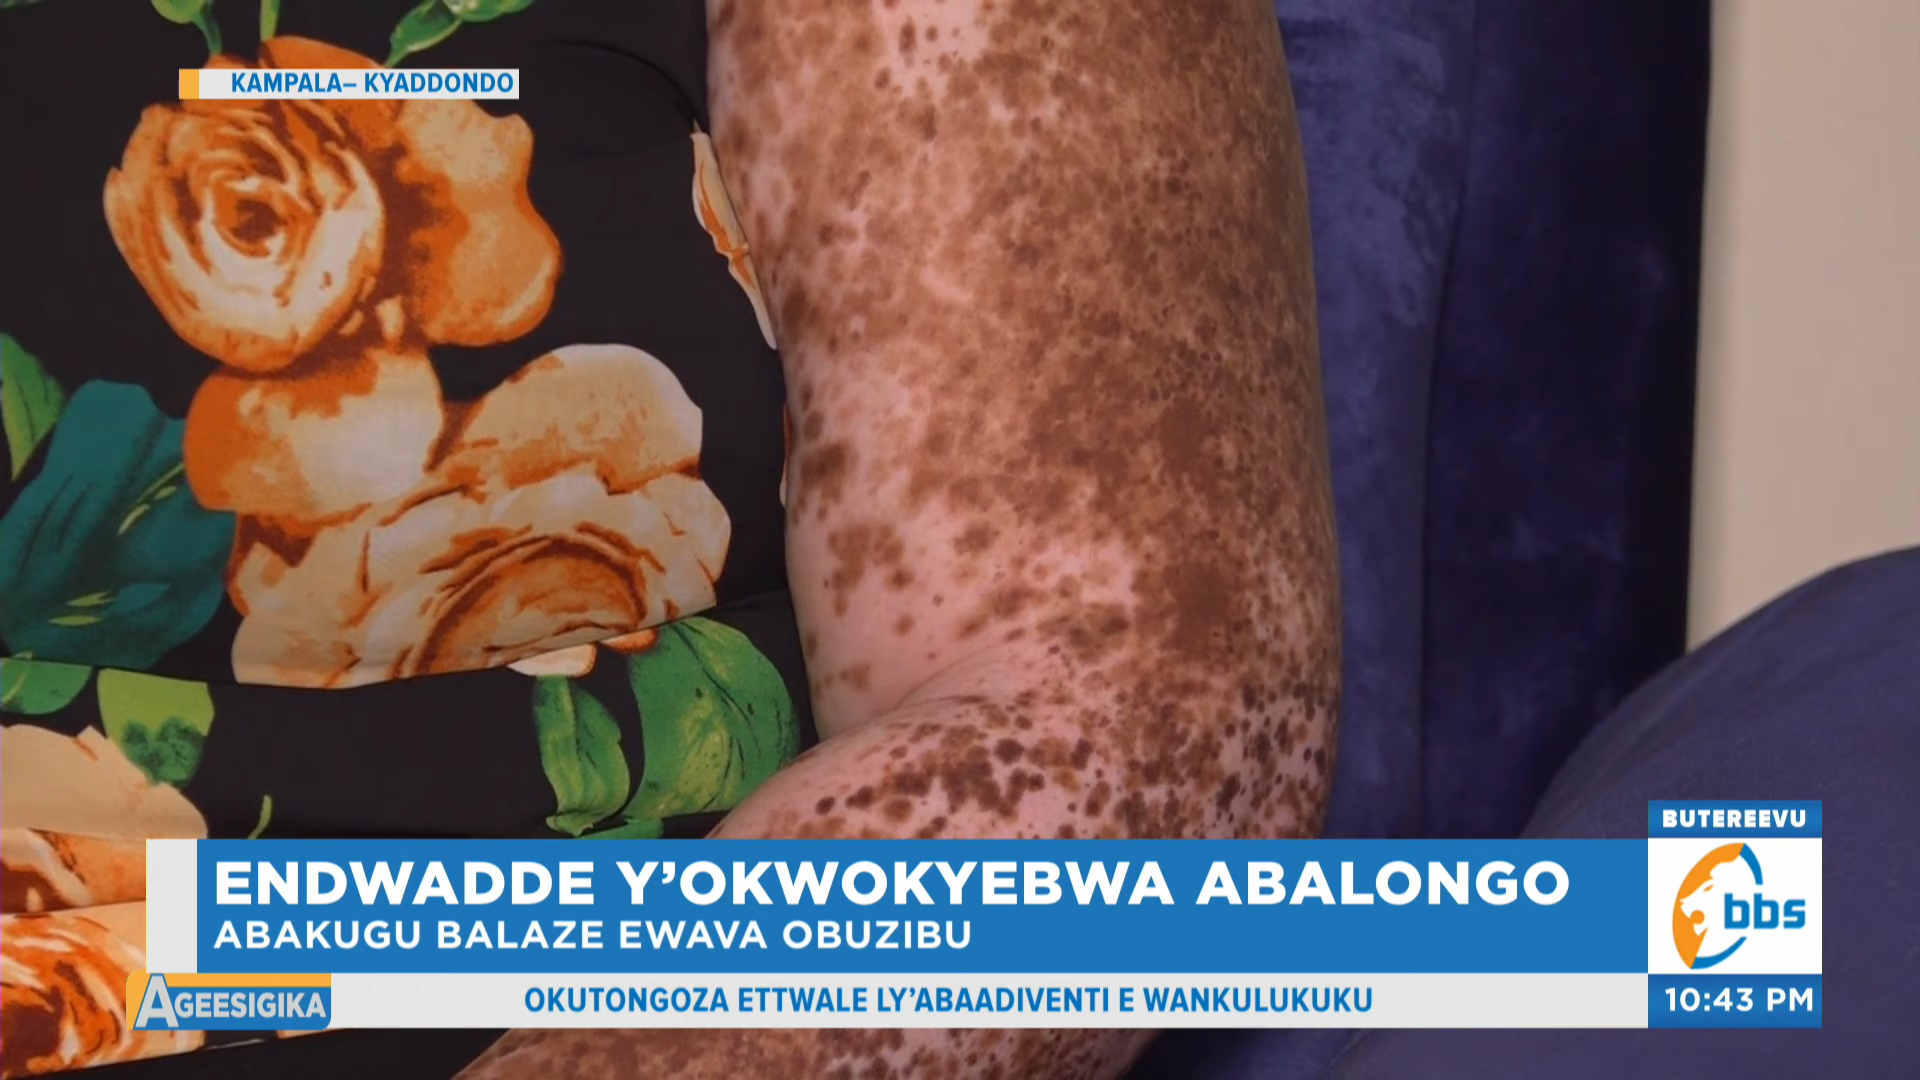 KAMPALA– KYADDONDO
BUTEREEVU
ENDWADDE Y’OKWOKYEBWA ABALONGO
ABAKUGU BALAZE EWAVA OBUZIBU
bbs
AGEESIGIKA
OKUTONGOZA ETTWALE LY’ABAADIVENTI E WANKULUKUKU
10:43 PM